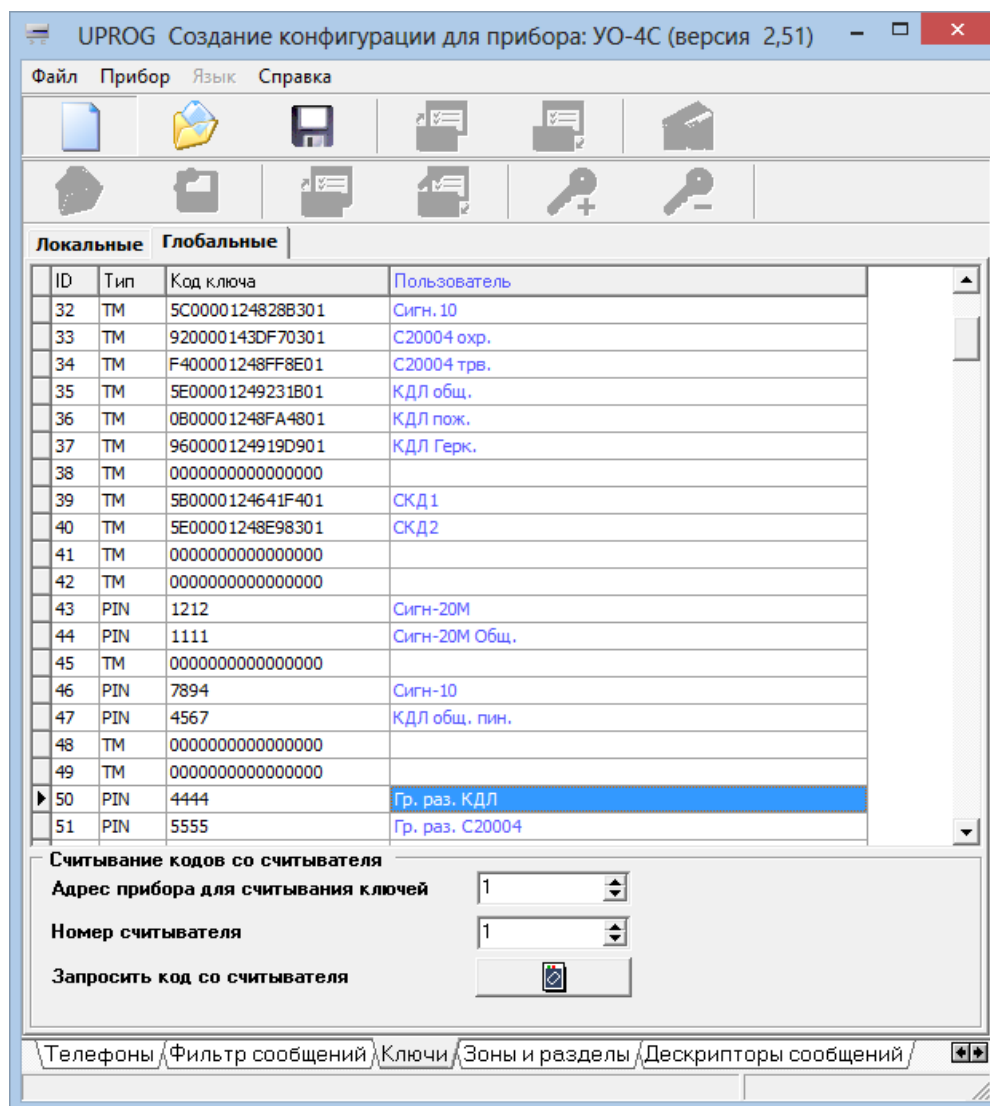 UPROG Создание конфигурации для прибора: УО-4С (версия 2,51)
Файл Прибор Язык Справка
Локальные Глобальные
ID Тип Код ключа Пользователь
32 TM 5C0000124828B301 Сигн.10
33 TM 920000143DF70301 С20004 охр.
34 TM F400001248FF8E01 С20004 трв.
35 TM 5E00001249231B01 КДЛ общ.
36 TM 0B00001248FA4801 КДЛ пож.
37 TM 960000124919D901 КДЛ Герк.
38 TM 0000000000000000
39 TM 5B0000124641F401 СКД1
40 TM 5E00001248E98301 СКД2
41 TM 0000000000000000
42 TM 0000000000000000
43 PIN 1212 Сигн-20М
44 PIN 1111 Сигн-20М Общ.
45 TM 0000000000000000
46 PIN 7894 Сигн-10
47 PIN 4567 КДЛ общ. пин.
48 TM 0000000000000000
49 TM 0000000000000000
50 PIN 4444 Гр. раз. КДЛ
51 PIN 5555 Гр. раз. С20004
Считывание кодов со считывателя
Адрес прибора для считывания ключей 1
Номер считывателя 1
Запросить код со считывателя
Телефоны Фильтр сообщений Ключи Зоны и разделы Дескрипторы сообщений